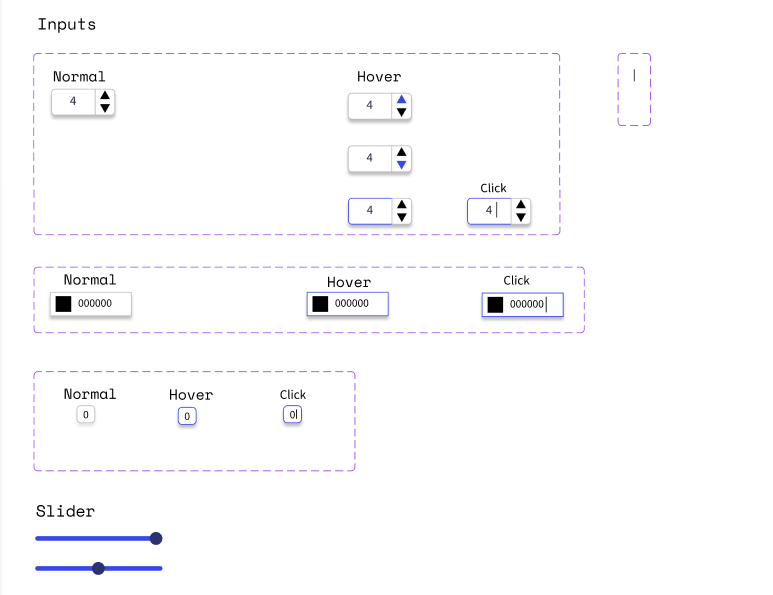 Inputs
Normal
Hover
4
4
4
Click
4
4
Normal
Hover
Click
000000
000000
000000
Normal
Hover
Click
0
0
0
Slider